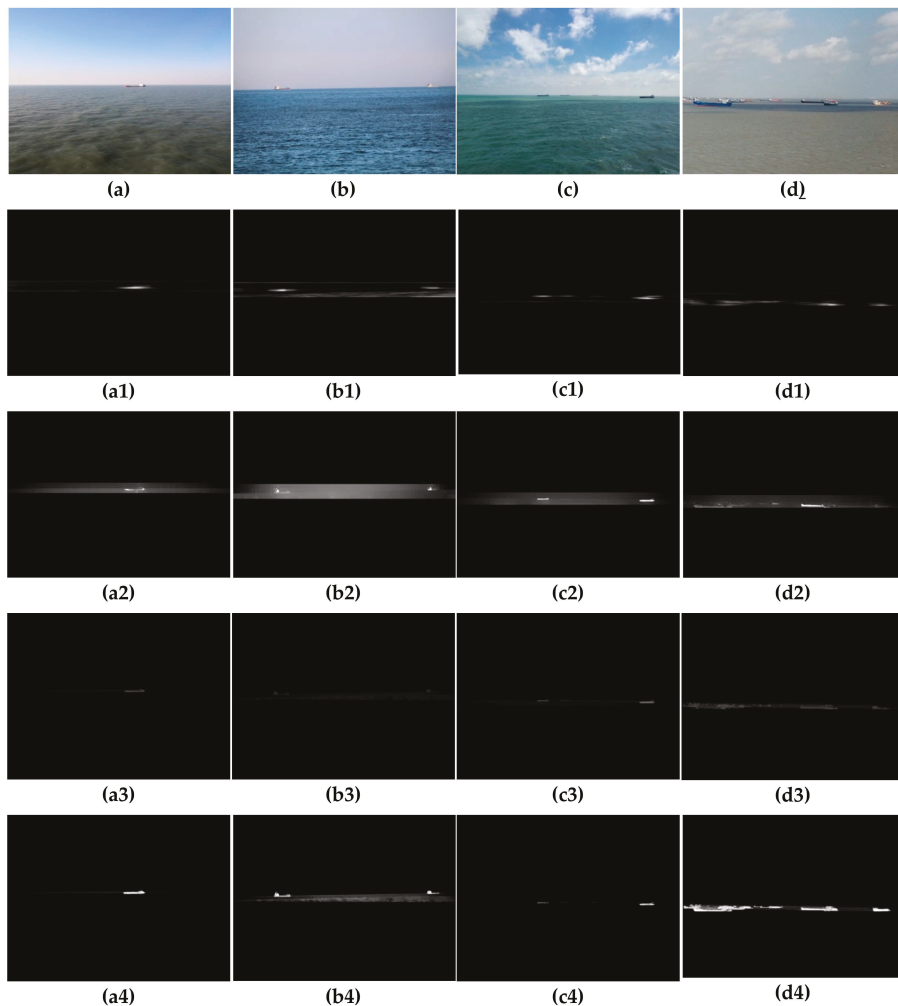 (a) (b) (c) (d)
(a1) (b1) (c1) (d1)
(a2) (b2) (c2) (d2)
(a3) (b3) (c3) (d3)
(a4) (b4) (c4) (d4)